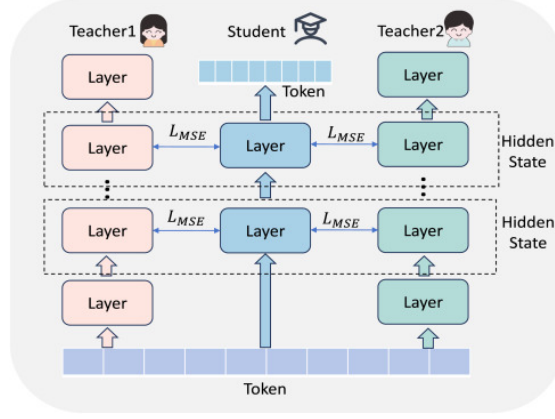 Teacher1
Student
Teacher2
Layer
Token
Layer
Layer
L_MSE
Layer
L_MSE
Layer
Hidden
State
Layer
L_MSE
Layer
L_MSE
Layer
Hidden
State
Layer
Layer
Token